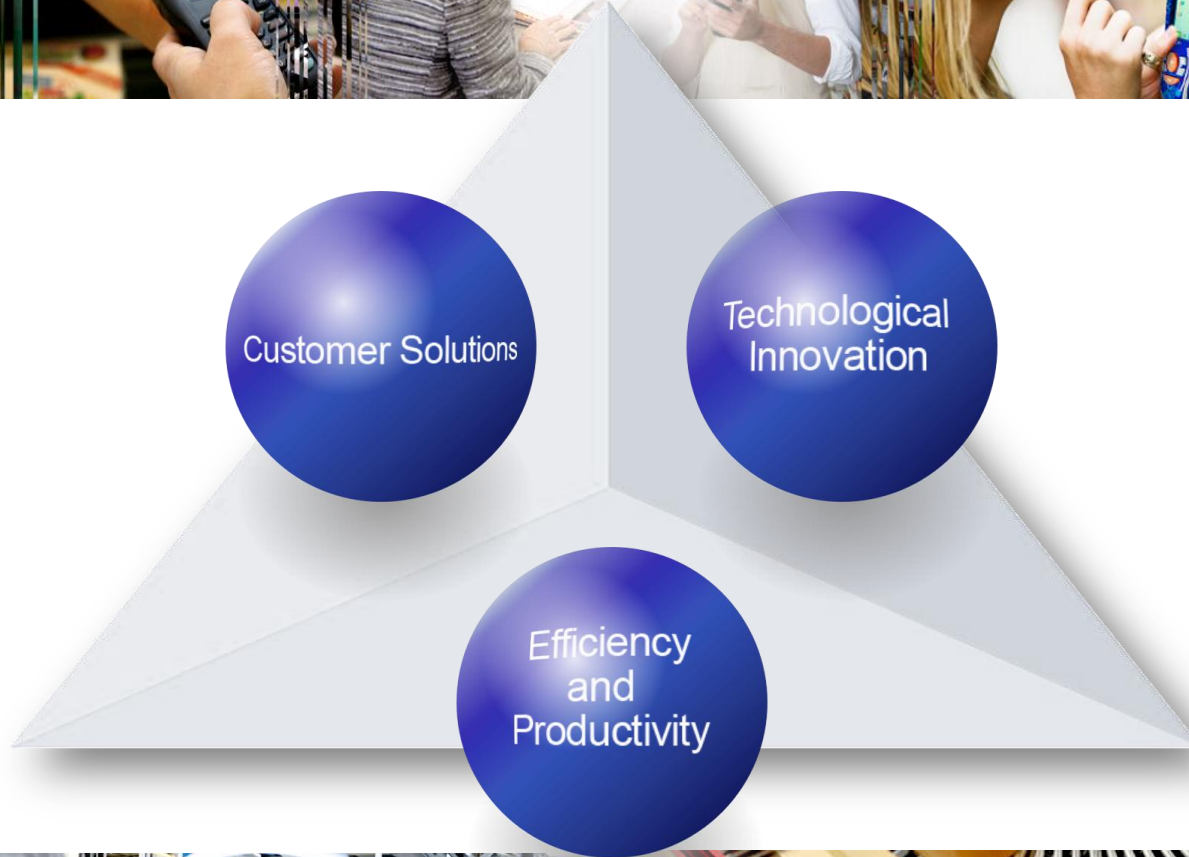 Customer Solutions
Technological
Innovation
Efficiency
and
Productivity